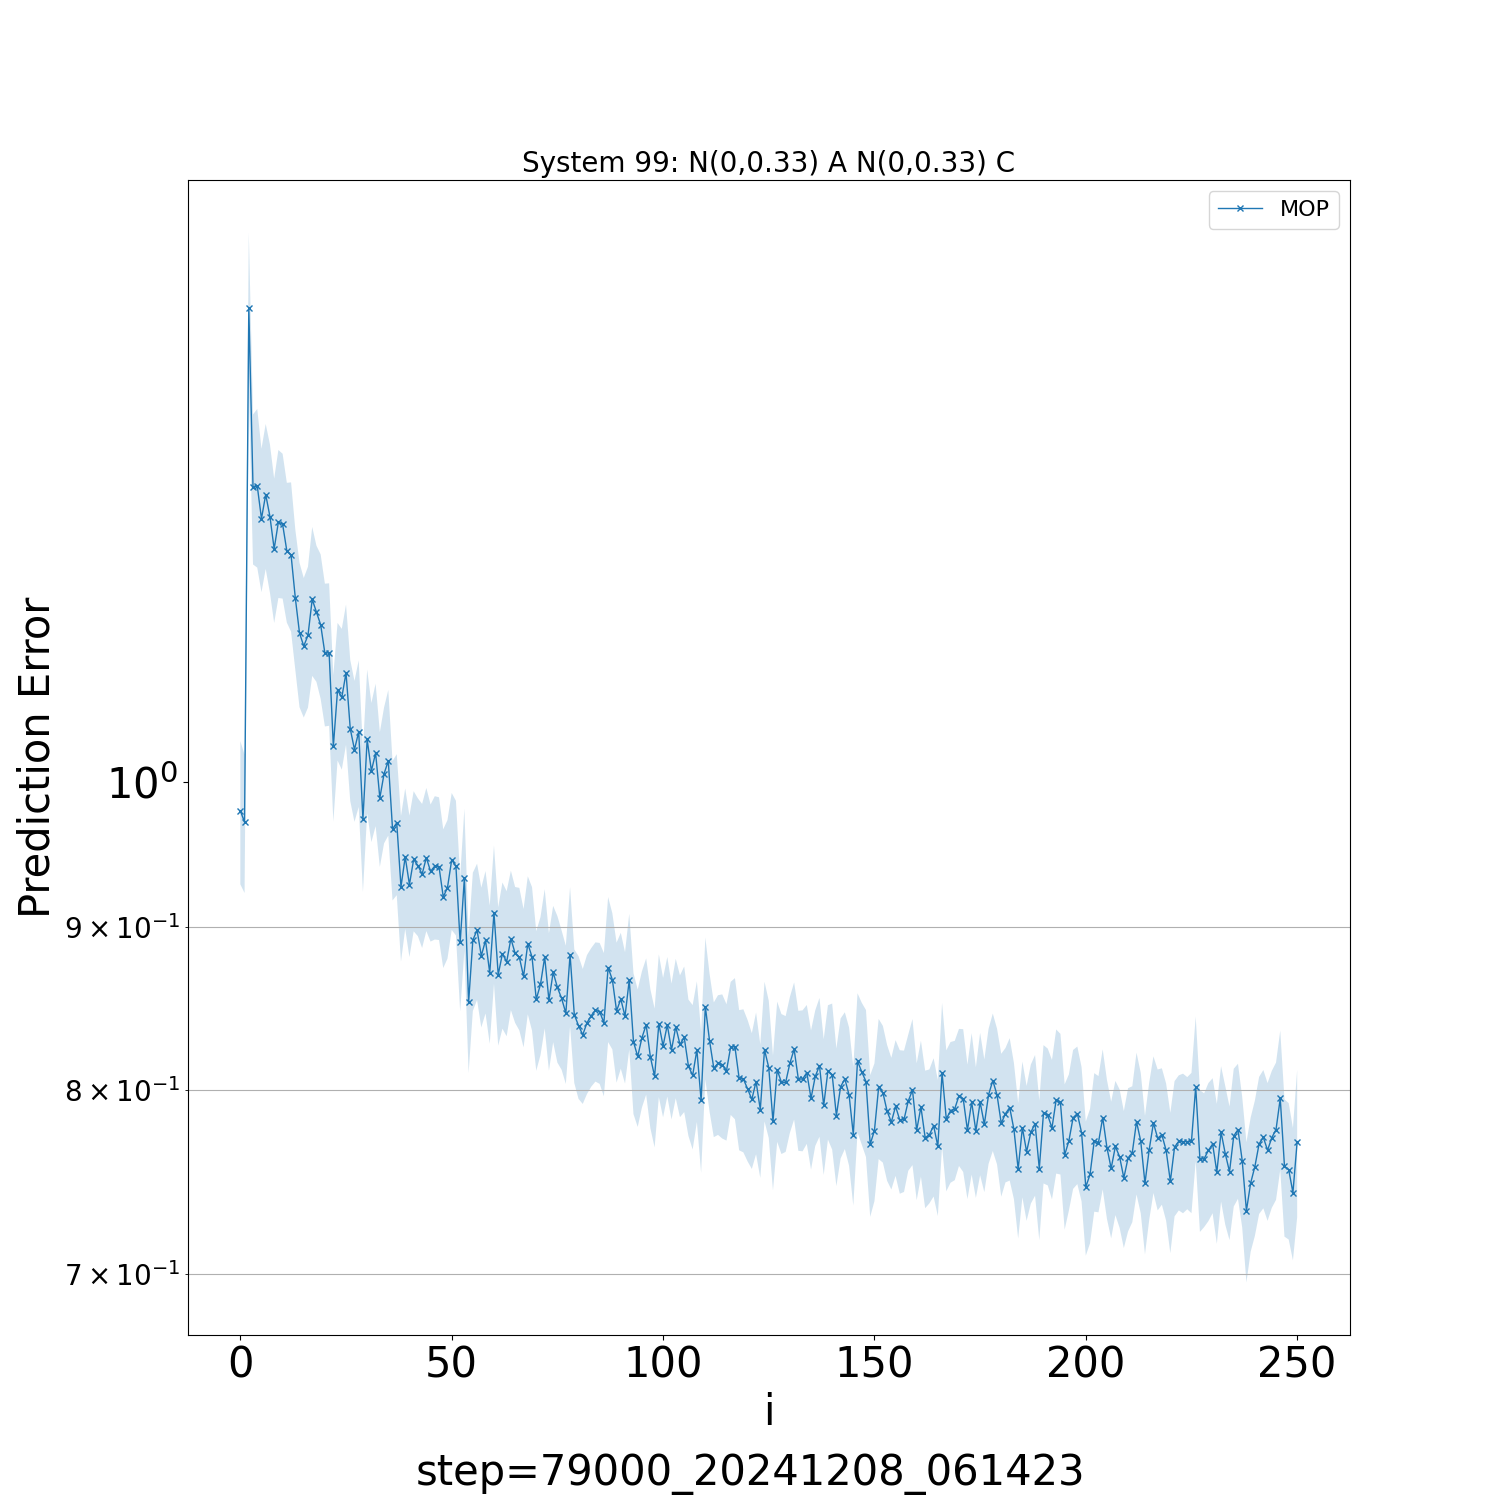 System 99: N(0,0.33) A N(0,0.33) C
MOP
Prediction Error
10⁰
9 × 10⁻¹
8 × 10⁻¹
7 × 10⁻¹
0 50 100 150 200 250
i
step=79000_20241208_061423